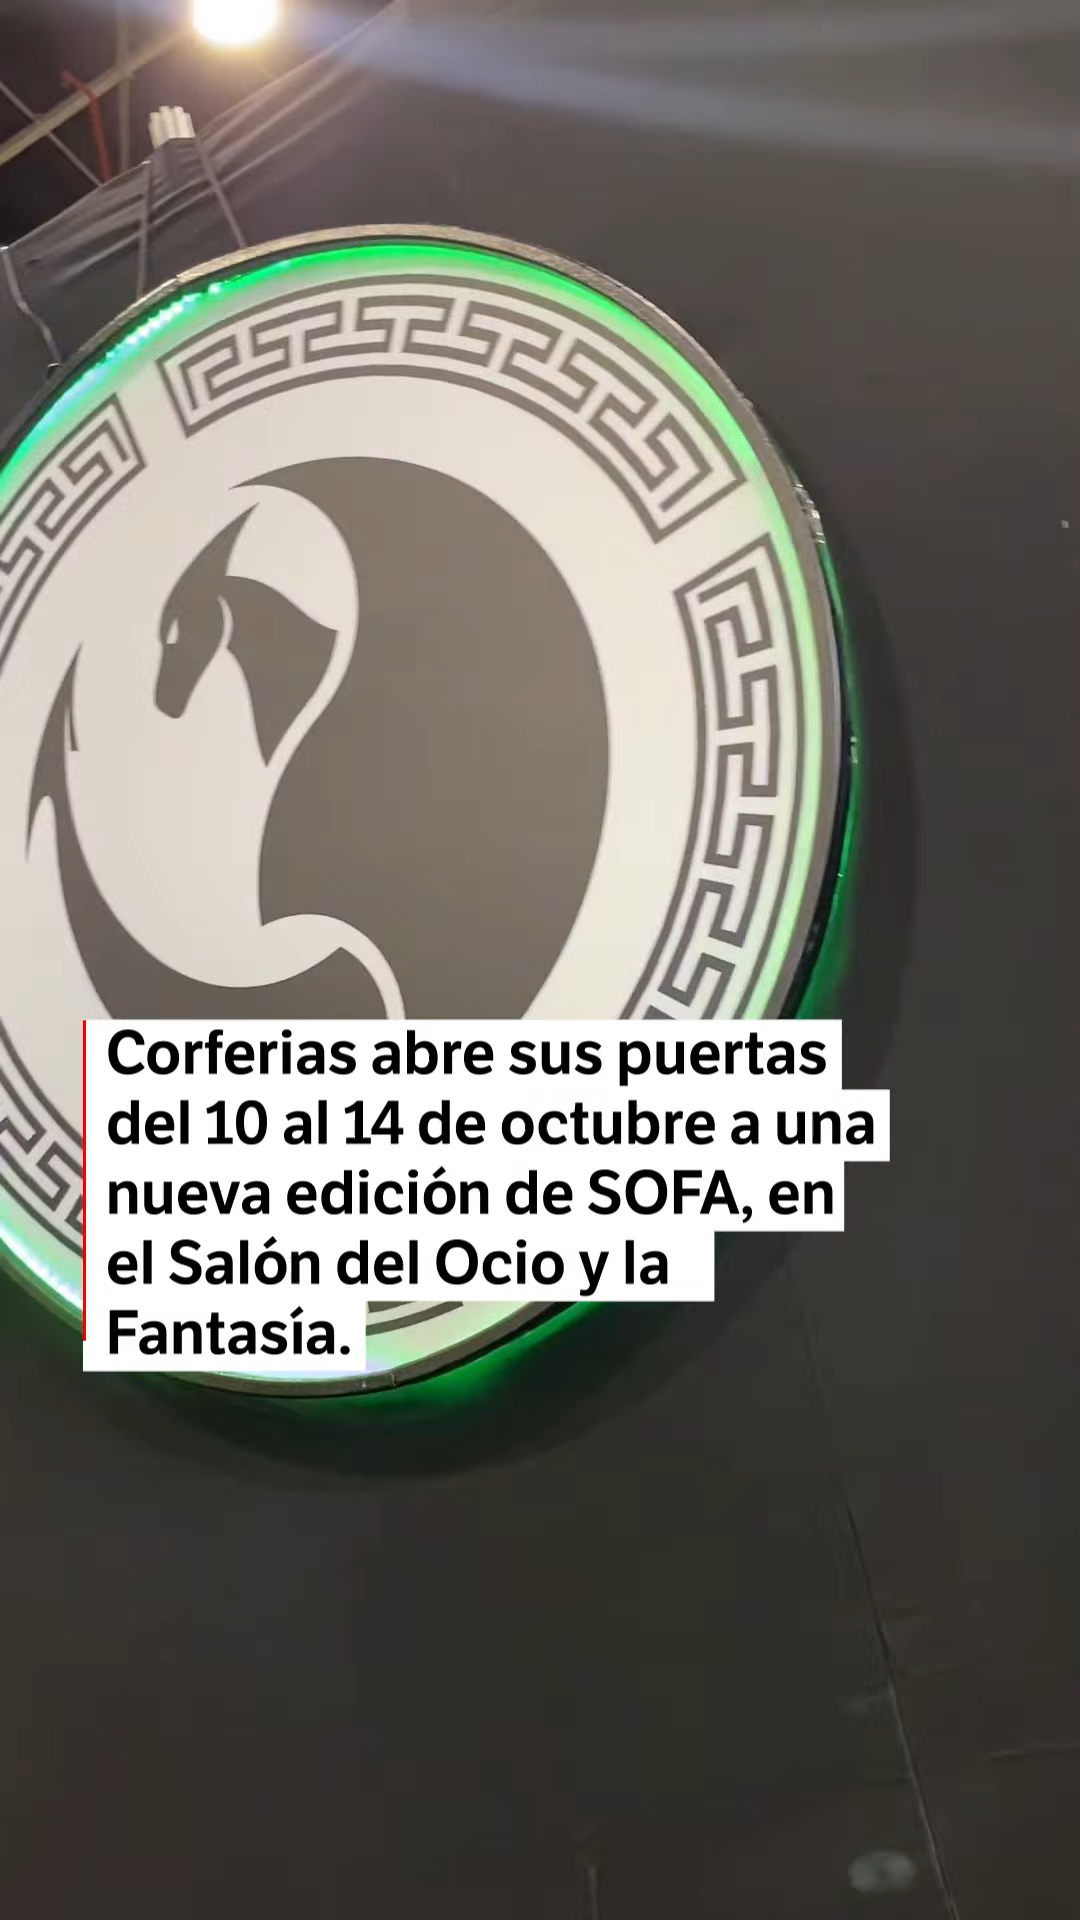 Corferias abre sus puertas
del 10 al 14 de octubre a una
nueva edición de SOFA, en
el Salón del Ocio y la
Fantasía.